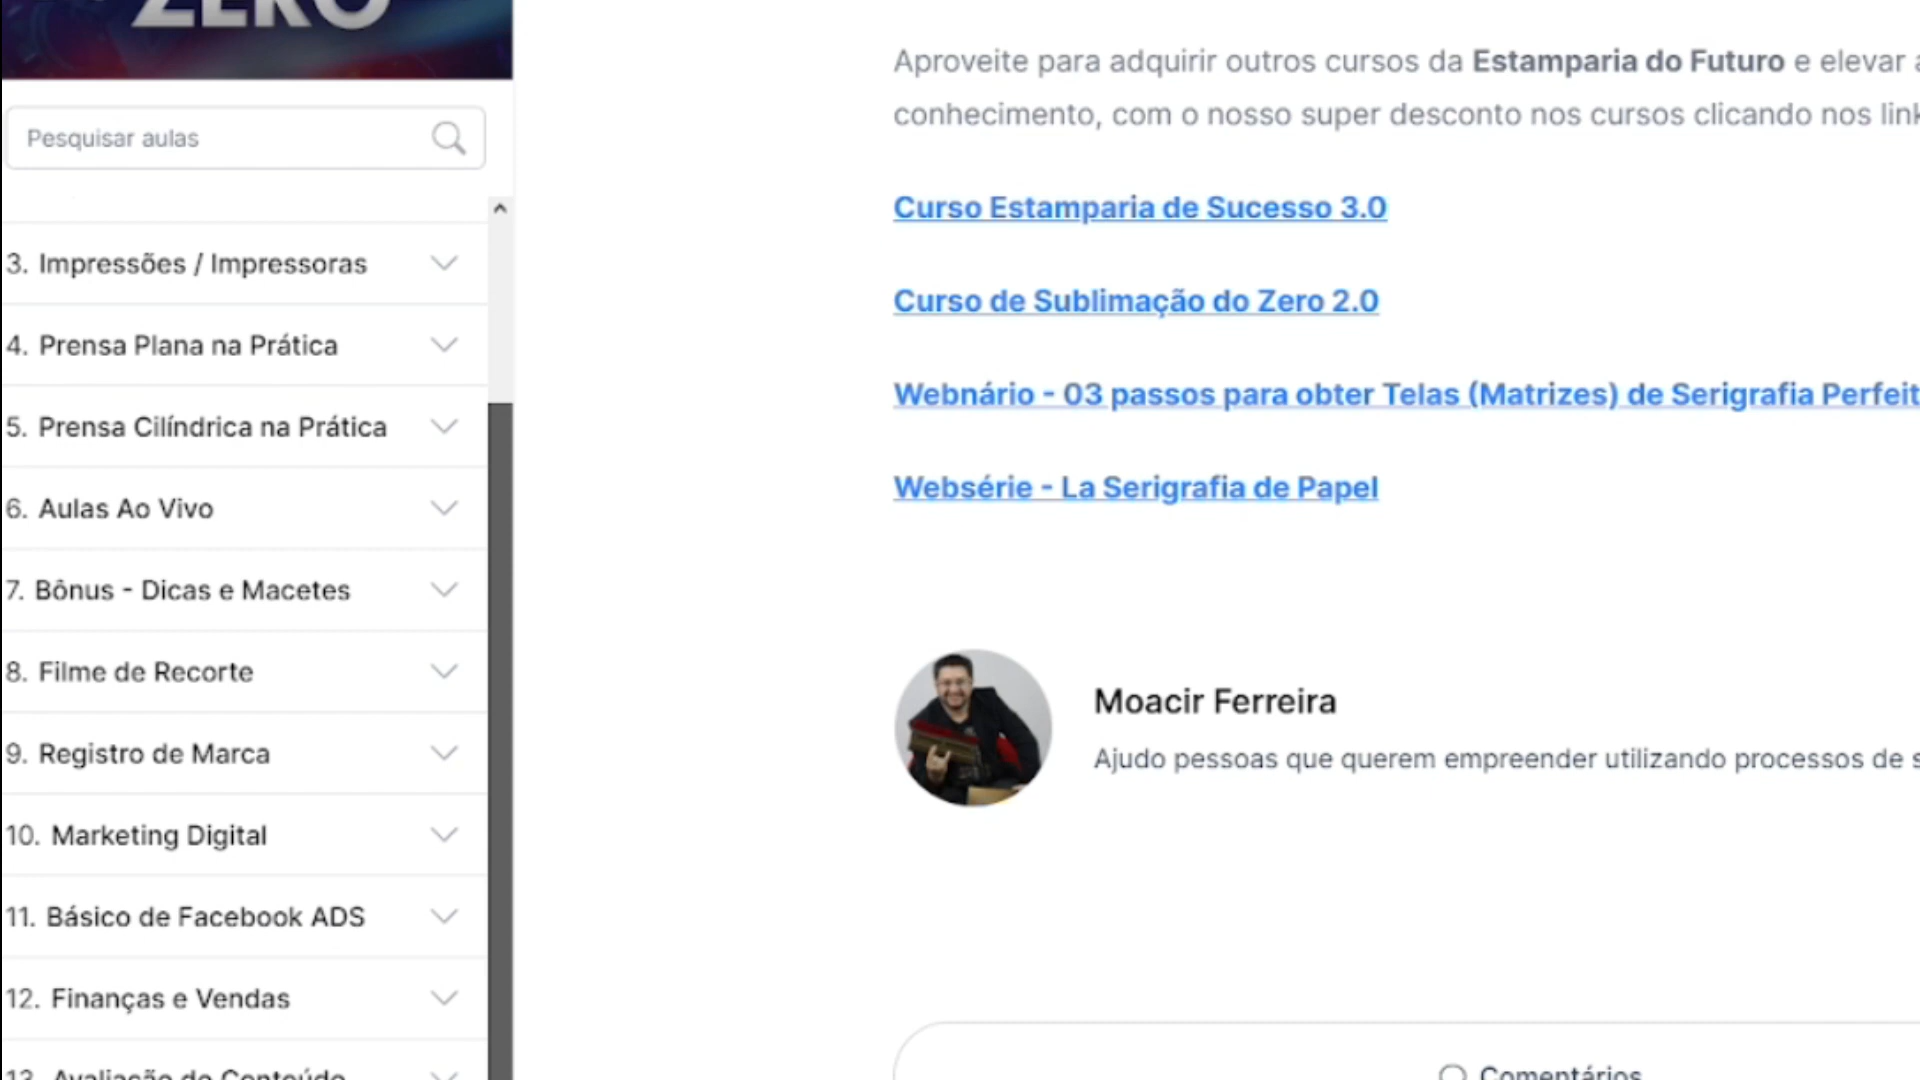 ZERO
Pesquisar aulas
3. Impressões / Impressoras
4. Prensa Plana na Prática
5. Prensa Cilíndrica na Prática
6. Aulas Ao Vivo
7. Bônus - Dicas e Macetes
8. Filme de Recorte
9. Registro de Marca
10. Marketing Digital
11. Básico de Facebook ADS
12. Finanças e Vendas
13. Avaliação do Conteúdo
Aproveite para adquirir outros cursos da Estamparia do Futuro e elevar
conhecimento, com o nosso super desconto nos cursos clicando nos
Curso Estamparia de Sucesso 3.0
Curso de Sublimação do Zero 2.0
Webnário - 03 passos para obter Telas (Matrizes) de Serigrafia
Websérie - La Serigrafia de Papel
Moacir Ferreira
Ajudo pessoas que querem empreender utilizando processos de
Comentários